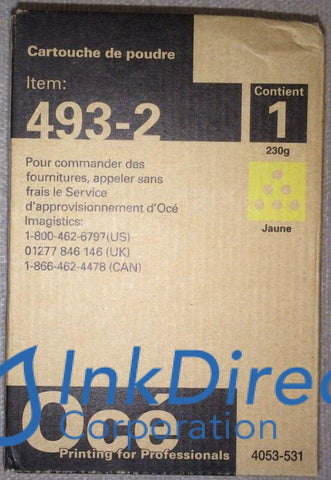 Cartouche de poudre
Item:
493-2
Contient
1
230g
Jaune
Pour commander des
fournitures, appeler sans
frais le Service
d'approvisionnement d'Océ
Imagistics:
1-800-462-6797(US)
01277 846 146 (UK)
1-866-462-4478 (CAN)
InkDirect
Corporation
Océ
Printing for Professionals
4053-531